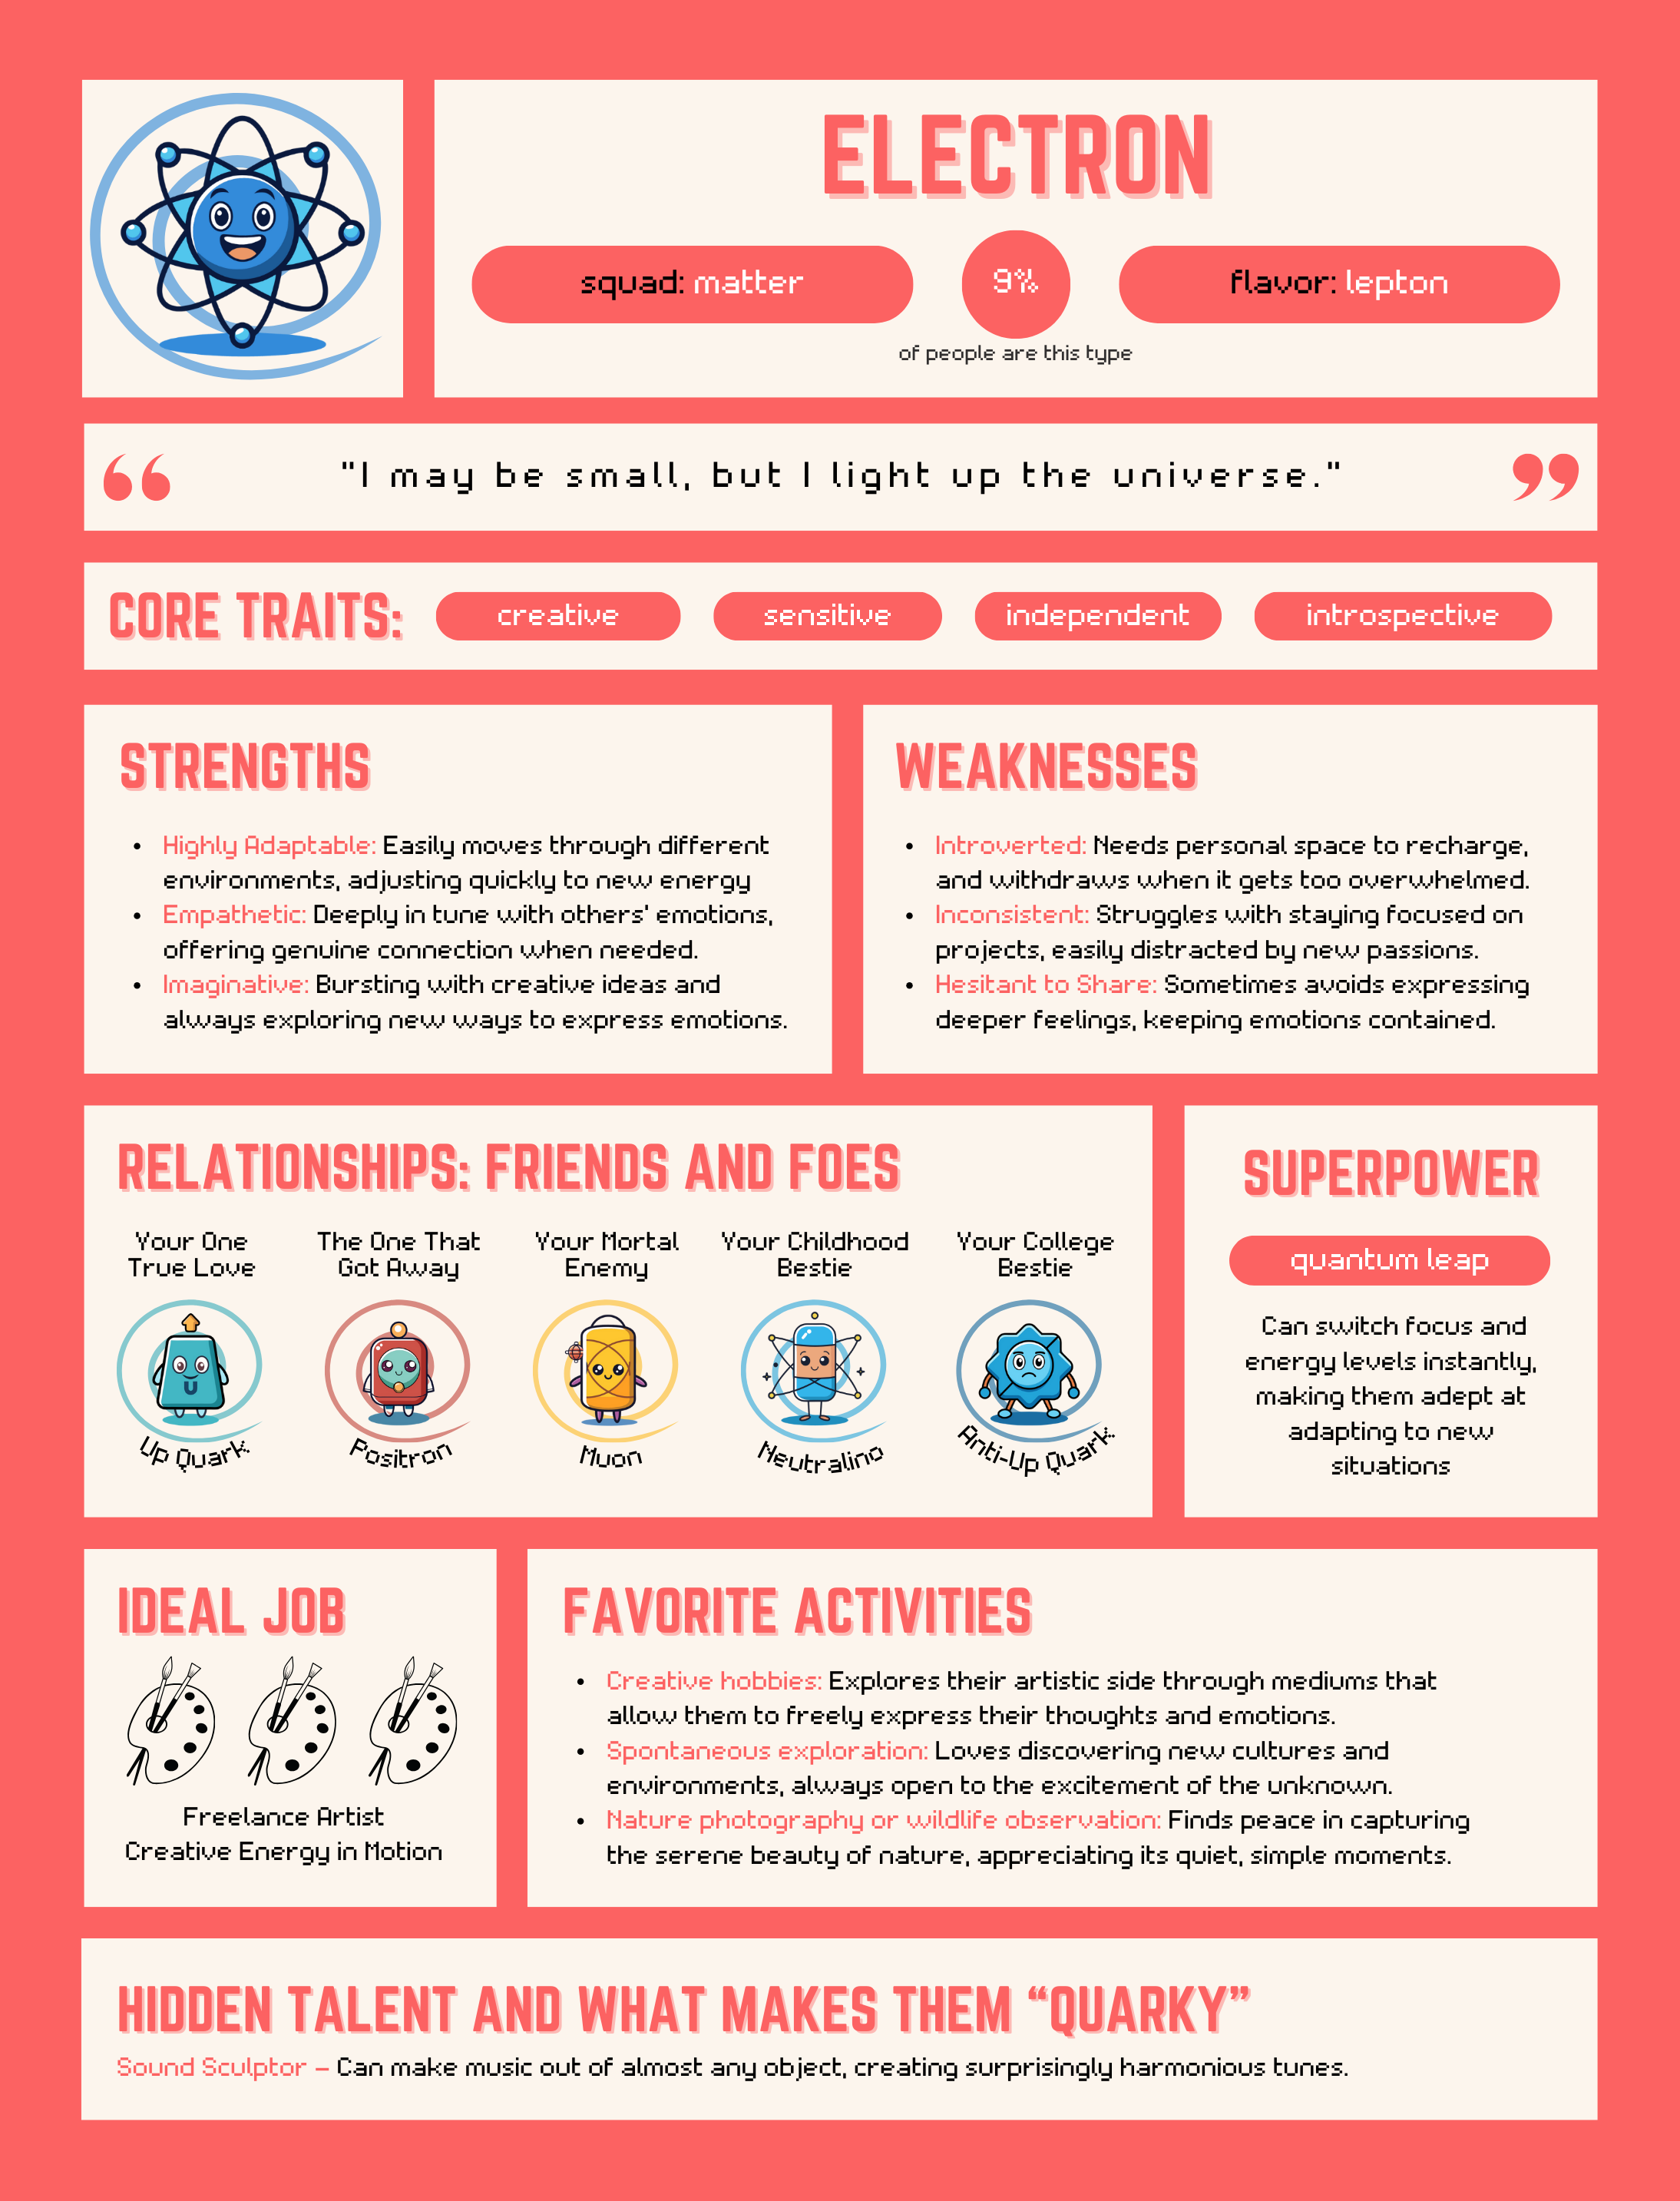 ELECTRON
squad: matter
9%
flavor: lepton
of people are this type
"I may be small, but I light up the universe."
CORE TRAITS:
creative
sensitive
independent
introspective
STRENGTHS
• Highly Adaptable: Easily moves through different
environments, adjusting quickly to new energy
• Empathetic: Deeply in tune with others' emotions,
offering genuine connection when needed.
• Imaginative: Bursting with creative ideas and
always exploring new ways to express emotions.
WEAKNESSES
• Introverted: Needs personal space to recharge,
and withdraws when it gets too overwhelmed.
• Inconsistent: Struggles with staying focused on
projects, easily distracted by new passions.
• Hesitant to Share: Sometimes avoids expressing
deeper feelings, keeping emotions contained.
RELATIONSHIPS: FRIENDS AND FOES
Your One
True Love
U
Up Quark
The One That
Got Away
Positron
Your Mortal
Enemy
Muon
Your Childhood
Bestie
Neutralino
Your College
Bestie
Anti-Up Quark
SUPERPOWER
quantum leap
Can switch focus and
energy levels instantly,
making them adept at
adapting to new
situations
IDEAL JOB
Freelance Artist
Creative Energy in Motion
FAVORITE ACTIVITIES
• Creative hobbies: Explores their artistic side through mediums that
allow them to freely express their thoughts and emotions.
• Spontaneous exploration: Loves discovering new cultures and
environments, always open to the excitement of the unknown.
• Nature photography or wildlife observation: Finds peace in capturing
the serene beauty of nature, appreciating its quiet, simple moments.
HIDDEN TALENT AND WHAT MAKES THEM “QUARKY”
Sound Sculptor – Can make music out of almost any object, creating surprisingly harmonious tunes.